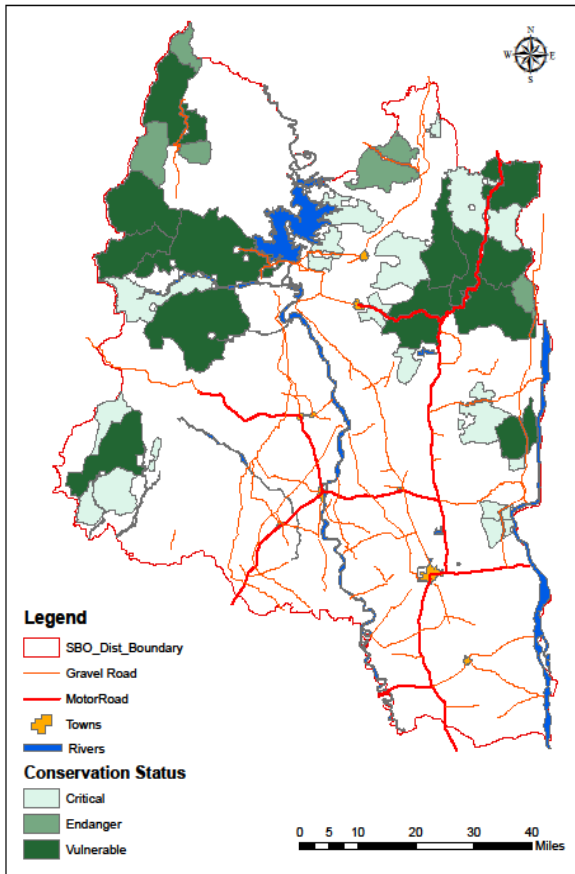 N
W E
S
Legend
SBO_Dist_Boundary
Gravel Road
MotorRoad
Towns
Rivers
Conservation Status
Critical
Endanger
Vulnerable
0 5 10 20 30 40
Miles